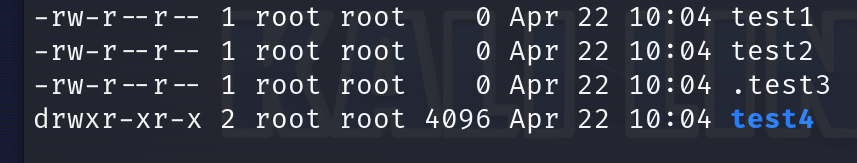 -rw-r--r-- 1 root root    0 Apr 22 10:04 test1
-rw-r--r-- 1 root root    0 Apr 22 10:04 test2
-rw-r--r-- 1 root root    0 Apr 22 10:04 .test3
drwxr-xr-x 2 root root 4096 Apr 22 10:04 test4